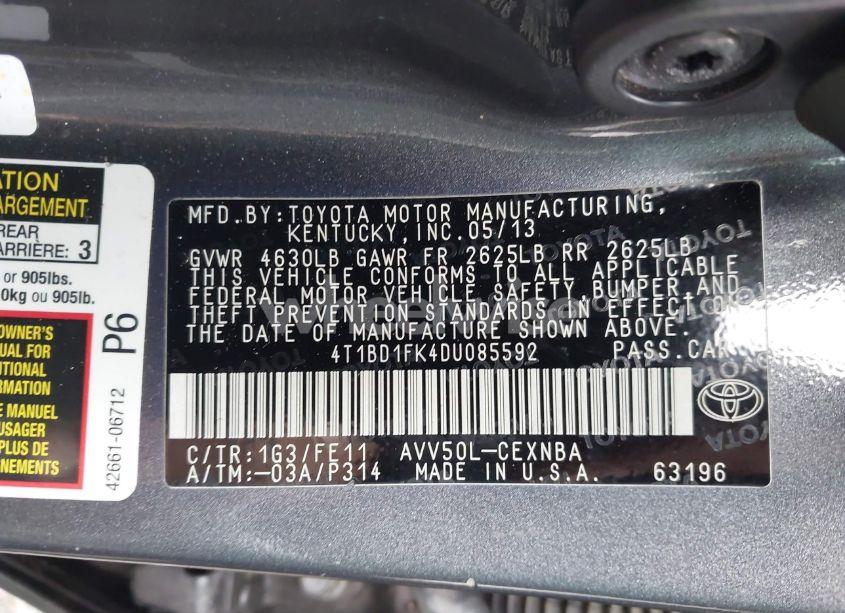 ATION
ARGEMENT
REAR
ARRIÈRE: 3
or 905lbs.
0kg ou 905lb.
OWNER'S
UAL FOR
DITIONAL
ORMATION
E MANUEL
USAGER
PLUS DE
NEMENTS
P6
42661-06712
MFD.BY:TOYOTA MOTOR MANUFACTURING,
KENTUCKY,INC.05/13
GVWR 4630LB GAWR FR 2625LB RR 2625LB
THIS VEHICLE CONFORMS TO ALL APPLICABLE
FEDERAL MOTOR VEHICLE SAFETY,BUMPER,AND
THEFT PREVENTION STANDARDS IN EFFECT ON
THE DATE OF MANUFACTURE SHOWN ABOVE.
4T1BD1FK4DU085592 PASS.CAR
C/TR:1G3/FE11 AVV50L-CEXNBA
A/TM:-03A/P314 MADE IN U.S.A. 63196
TOYOTA